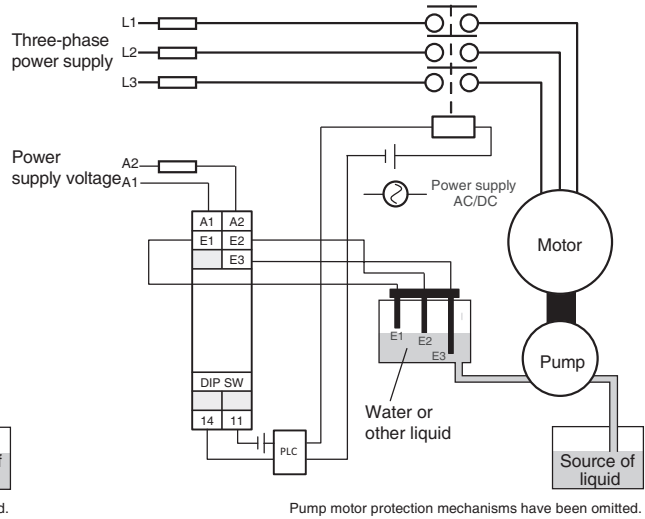 L1
Three-phase
power supply
L2
L3
Power
supply voltage
A2
A1
Power supply
AC/DC
A1 A2
E1 E2
E3
Motor
E1
E2
E3
Pump
DIP SW
14 11
PLC
Water or
other liquid
Source of
liquid
d.
Pump motor protection mechanisms have been omitted.